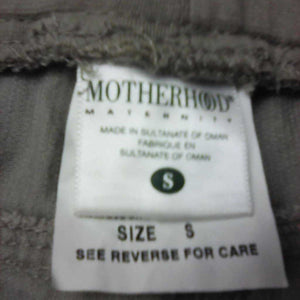 MOTHERHOOD
MATERNITY
MADE IN SULTANATE OF OMAN
FABRIQUE EN
SULTANATE OF OMAN
S
SIZE S
SEE REVERSE FOR CARE